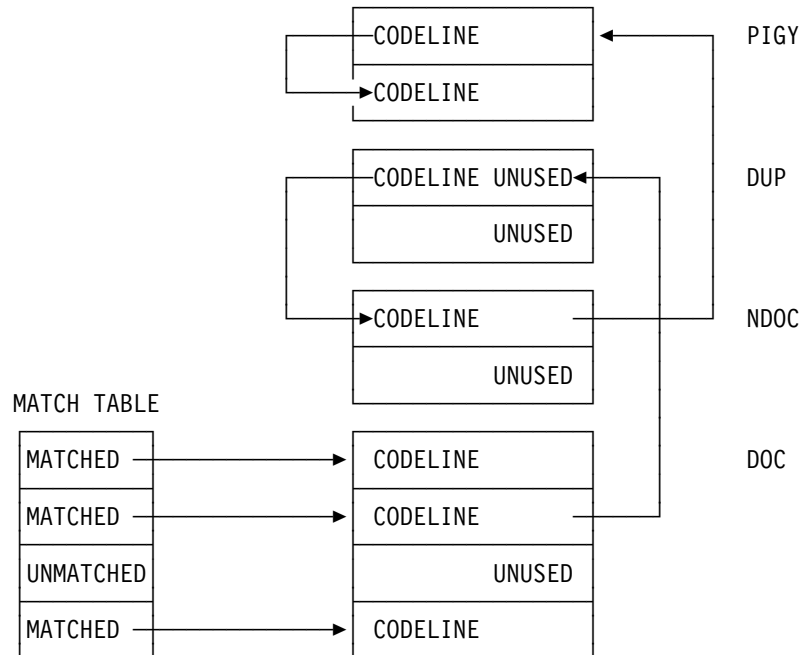 CODELINE PIGY
CODELINE
CODELINE UNUSED DUP
UNUSED
CODELINE NDOC
UNUSED
MATCH TABLE
MATCHED CODELINE DOC
MATCHED CODELINE
UNMATCHED UNUSED
MATCHED CODELINE